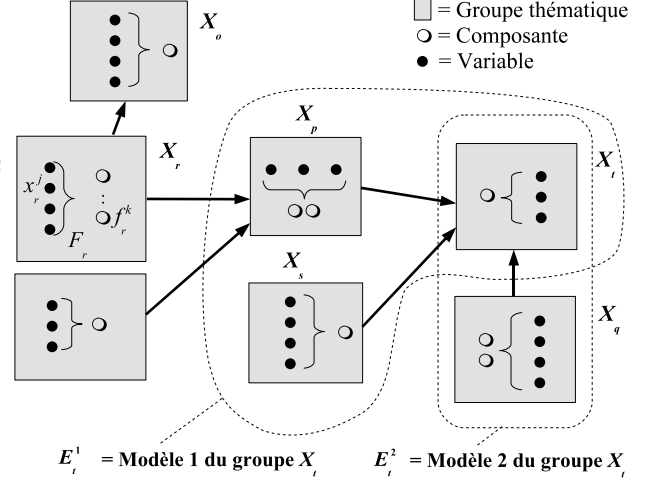 X_o
= Groupe thématique
= Composante
= Variable
X_p
X_r
X_t
x_r^j
f_r^k
F_r
X_s
X_q
E_t^1 = Modèle 1 du groupe X_t
E_t^2 = Modèle 2 du groupe X_t